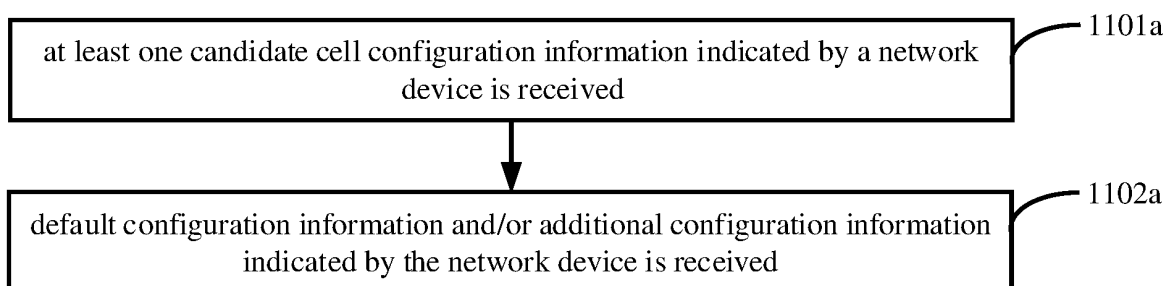 1101a
at least one candidate cell configuration information indicated by a network
device is received
1102a
default configuration information and/or additional configuration information
indicated by the network device is received